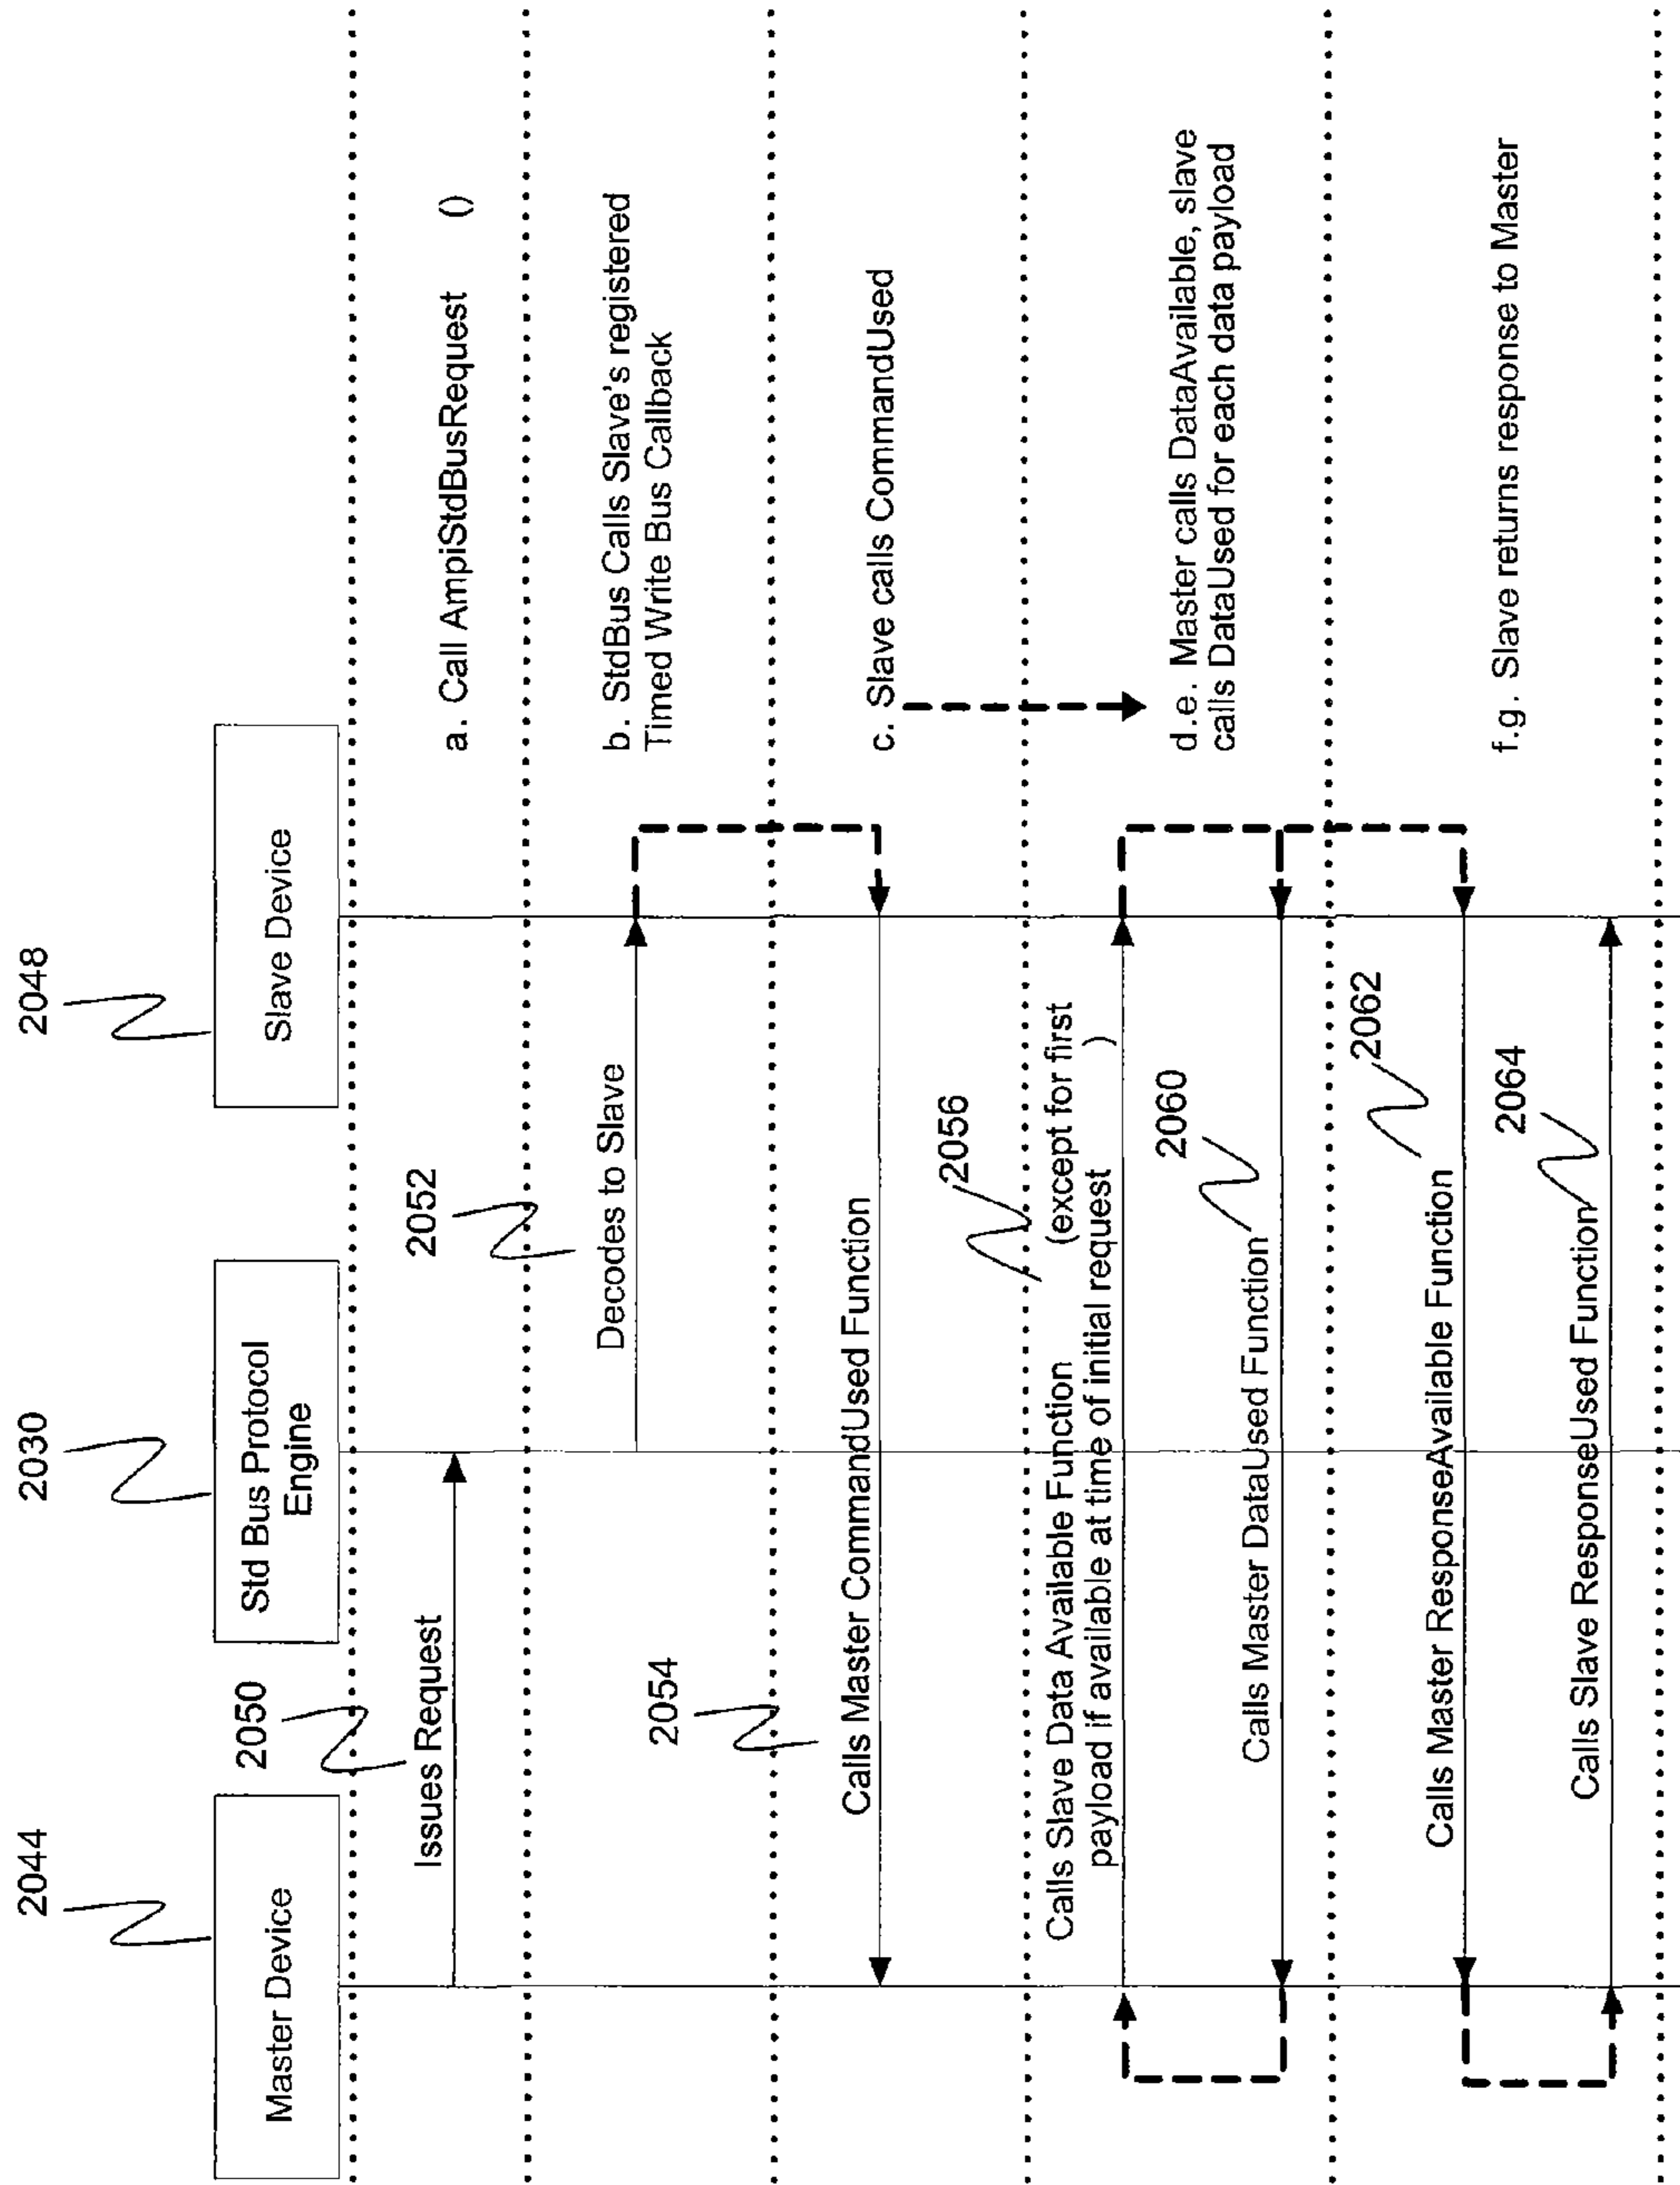 2044
2030
2048
Master Device
Std Bus Protocol
Engine
Slave Device
2050
Issues Request
a. Call AmpiStdBusRequest ()
2052
Decodes to Slave
b. StdBus Calls Slave's registered
Timed Write Bus Callback
2054
Calls Master CommandUsed Function
c. Slave calls CommandUsed
2056
Calls Slave Data Available Function (except for first
payload if available at time of initial request )
d.e. Master calls DataAvailable, slave
calls DataUsed for each data payload
2060
Calls Master DataUsed Function
2062
Calls Master ResponseAvailable Function
f.g. Slave returns response to Master
2064
Calls Slave ResponseUsed Function